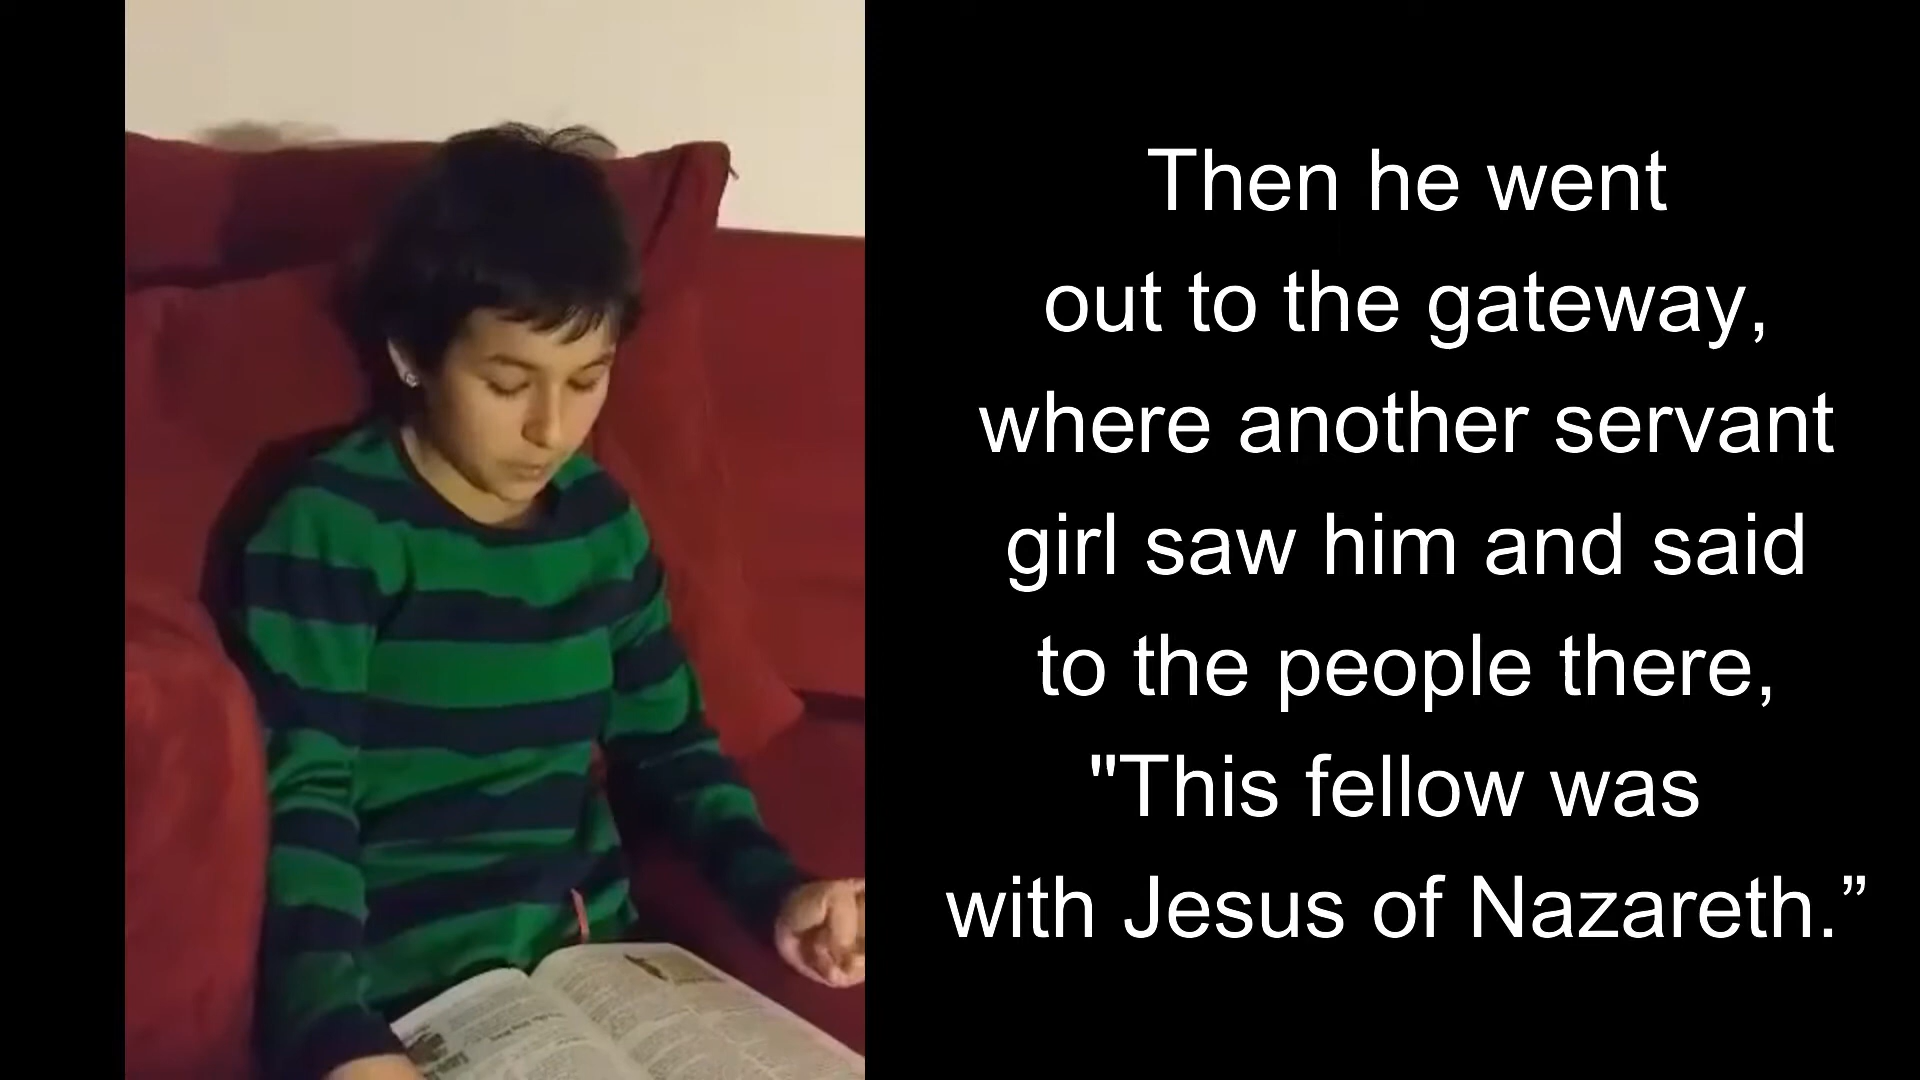 Then he went
out to the gateway,
where another servant
girl saw him and said
to the people there,
"This fellow was
with Jesus of Nazareth.”